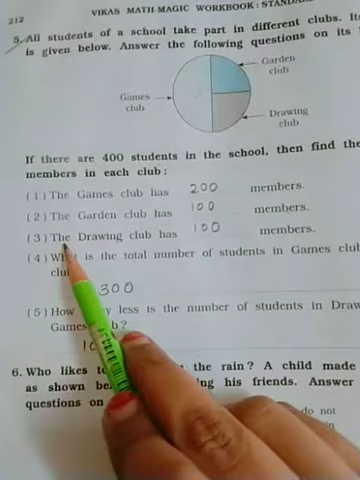 212
VIKAS MATH-MAGIC WORKBOOK : STANDA
5. All students of a school take part in different clubs. Its
is given below. Answer the following questions on its
Garden
club
Games
club
Drawing
club
If there are 400 students in the school, then find the
members in each club :
( 1 ) The Games club has 200 members.
( 2 ) The Garden club has 100 members.
( 3 ) The Drawing club has 100 members.
( 4 ) is the total number of students in Games club
300
( 5 ) How less is the number of students in Draw
Games ?
6. Who likes the rain ? A child made
as shown his friends. Answer
questions on
do not